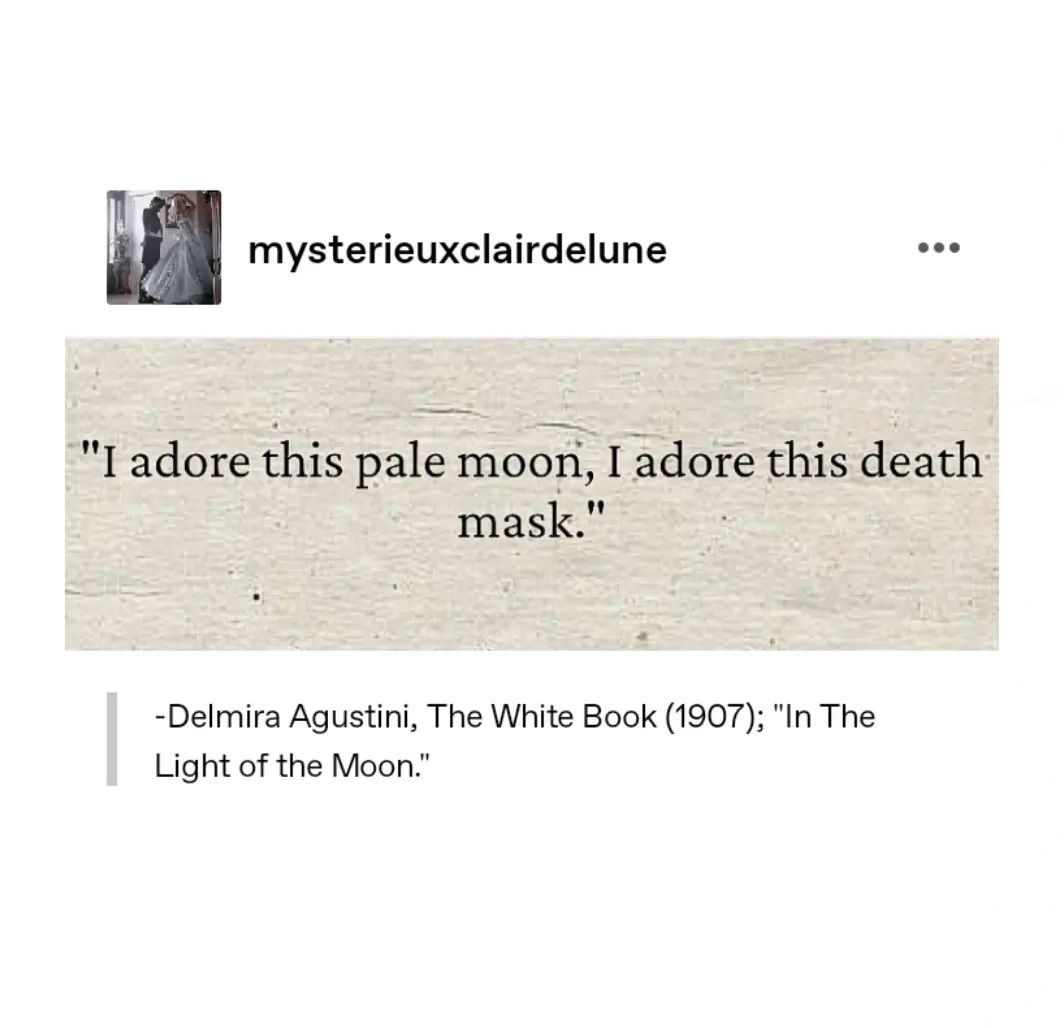 mysterieuxclairdelune
"I adore this pale moon, I adore this death
mask."
-Delmira Agustini, The White Book (1907); "In The
Light of the Moon."